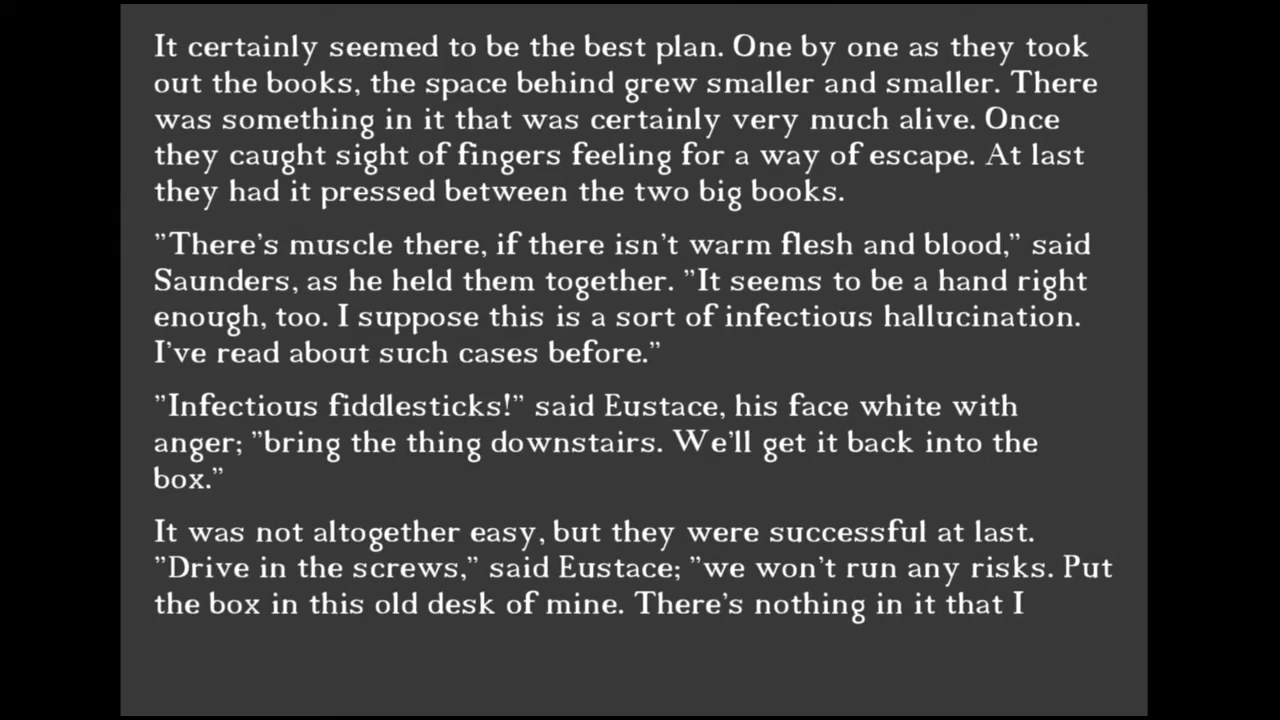 It certainly seemed to be the best plan. One by one as they took
out the books, the space behind grew smaller and smaller. There
was something in it that was certainly very much alive. Once
they caught sight of fingers feeling for a way of escape. At last
they had it pressed between the two big books.
”There’s muscle there, if there isn’t warm flesh and blood,” said
Saunders, as he held them together. ”It seems to be a hand right
enough, too. I suppose this is a sort of infectious hallucination.
I’ve read about such cases before.”
”Infectious fiddlesticks!” said Eustace, his face white with
anger; ”bring the thing downstairs. We’ll get it back into the
box.”
It was not altogether easy, but they were successful at last.
”Drive in the screws,” said Eustace; ”we won’t run any risks. Put
the box in this old desk of mine. There’s nothing in it that I